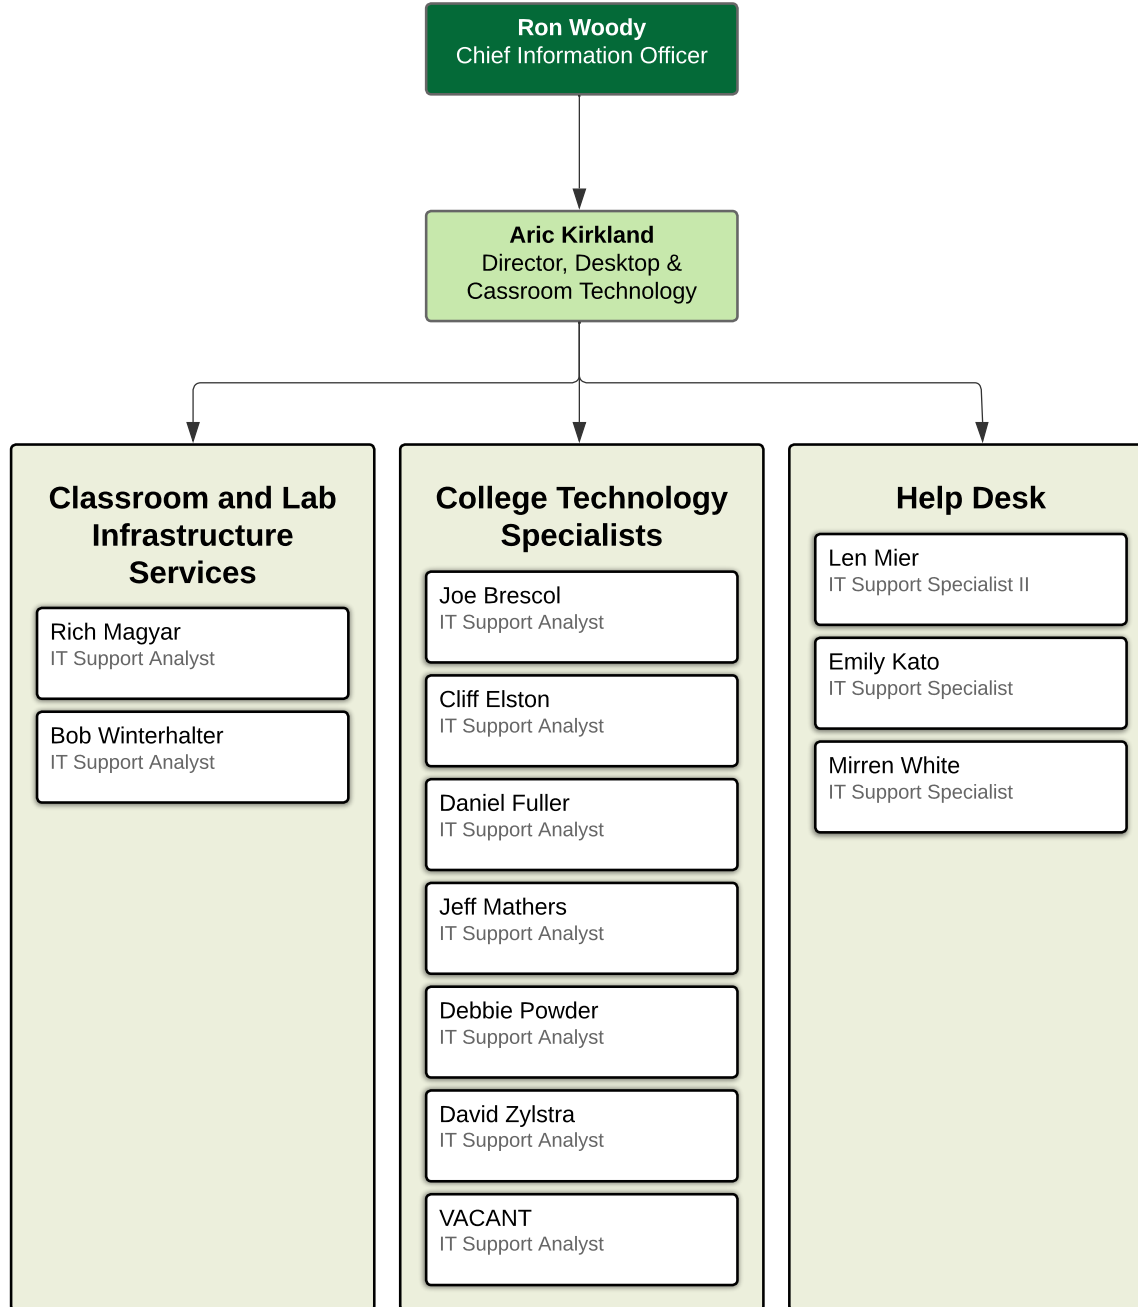 Ron Woody
Chief Information Officer
Aric Kirkland
Director, Desktop &
Cassroom Technology
Classroom and Lab
Infrastructure
Services
Rich Magyar
IT Support Analyst
Bob Winterhalter
IT Support Analyst
College Technology
Specialists
Joe Brescol
IT Support Analyst
Cliff Elston
IT Support Analyst
Daniel Fuller
IT Support Analyst
Jeff Mathers
IT Support Analyst
Debbie Powder
IT Support Analyst
David Zylstra
IT Support Analyst
VACANT
IT Support Analyst
Help Desk
Len Mier
IT Support Specialist II
Emily Kato
IT Support Specialist
Mirren White
IT Support Specialist